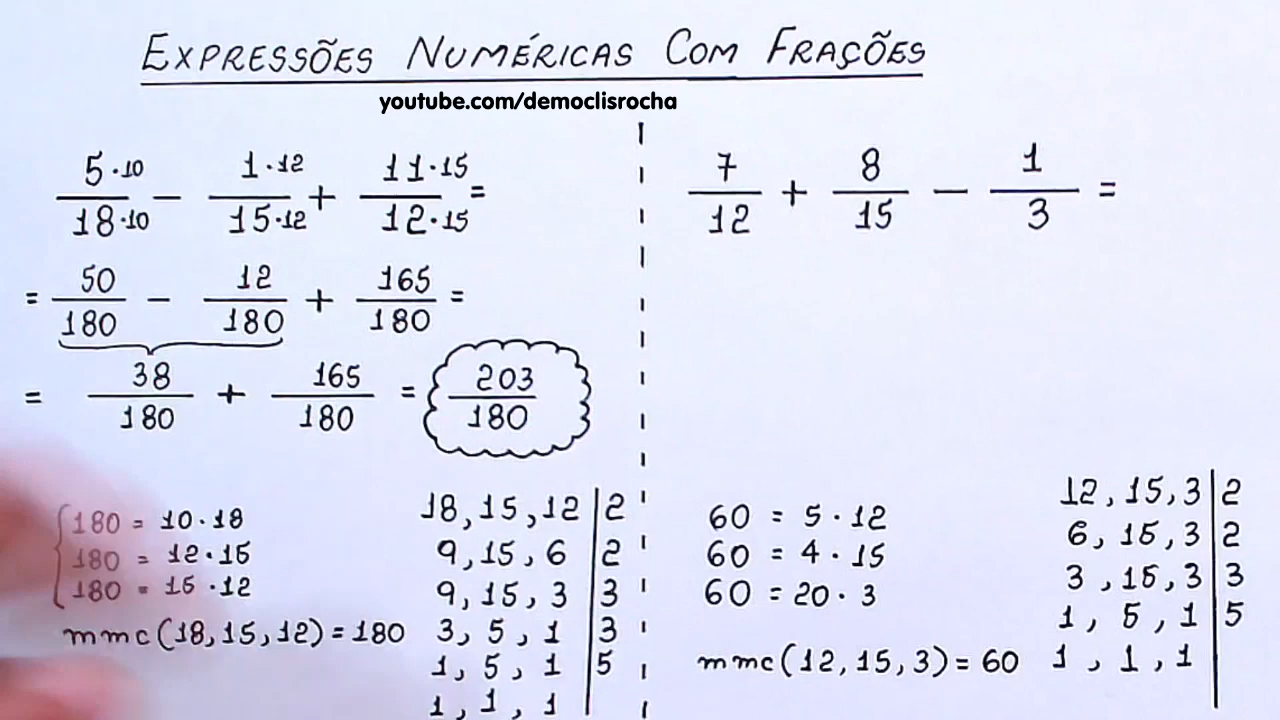 EXPRESSÕES NUMÉRICAS COM FRAÇÕES
youtube.com/democlisrocha
5·10 1·12 11·15
— − — + — =
18·10 15·12 12·15
50 12 165
= — − — + — =
180 180 180
38 165 203
= — + — = —
180 180 180
180 = 10·18
180 = 12·15
180 = 15·12
mmc(18,15,12)=180
18,15,12|2
9,15,6|2
9,15,3|3
3,5,1|3
1,5,1|5
1,1,1
7 8 1
— + — − — =
12 15 3
60 = 5·12
60 = 4·15
60 = 20·3
mmc(12,15,3)=60
12,15,3|2
6,15,3|2
3,15,3|3
1,5,1|5
1,1,1